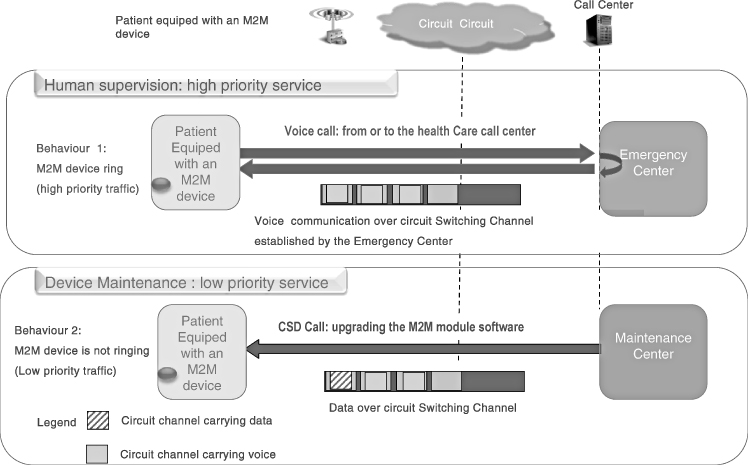 Patient equiped with an M2M
device
Circuit Circuit
Call Center
Human supervision: high priority service
Behaviour 1:
M2M device ring
(high priority traffic)
Patient
Equiped
with an
M2M
device
Voice call: from or to the health Care call center
Emergency
Center
Voice communication over circuit Switching Channel
established by the Emergency Center
Device Maintenance : low priority service
Behaviour 2:
M2M device is not ringing
(Low priority traffic)
Patient
Equiped
with an
M2M
device
CSD Call: upgrading the M2M module software
Maintenance
Center
Data over circuit Switching Channel
Legend
Circuit channel carrying data
Circuit channel carrying voice